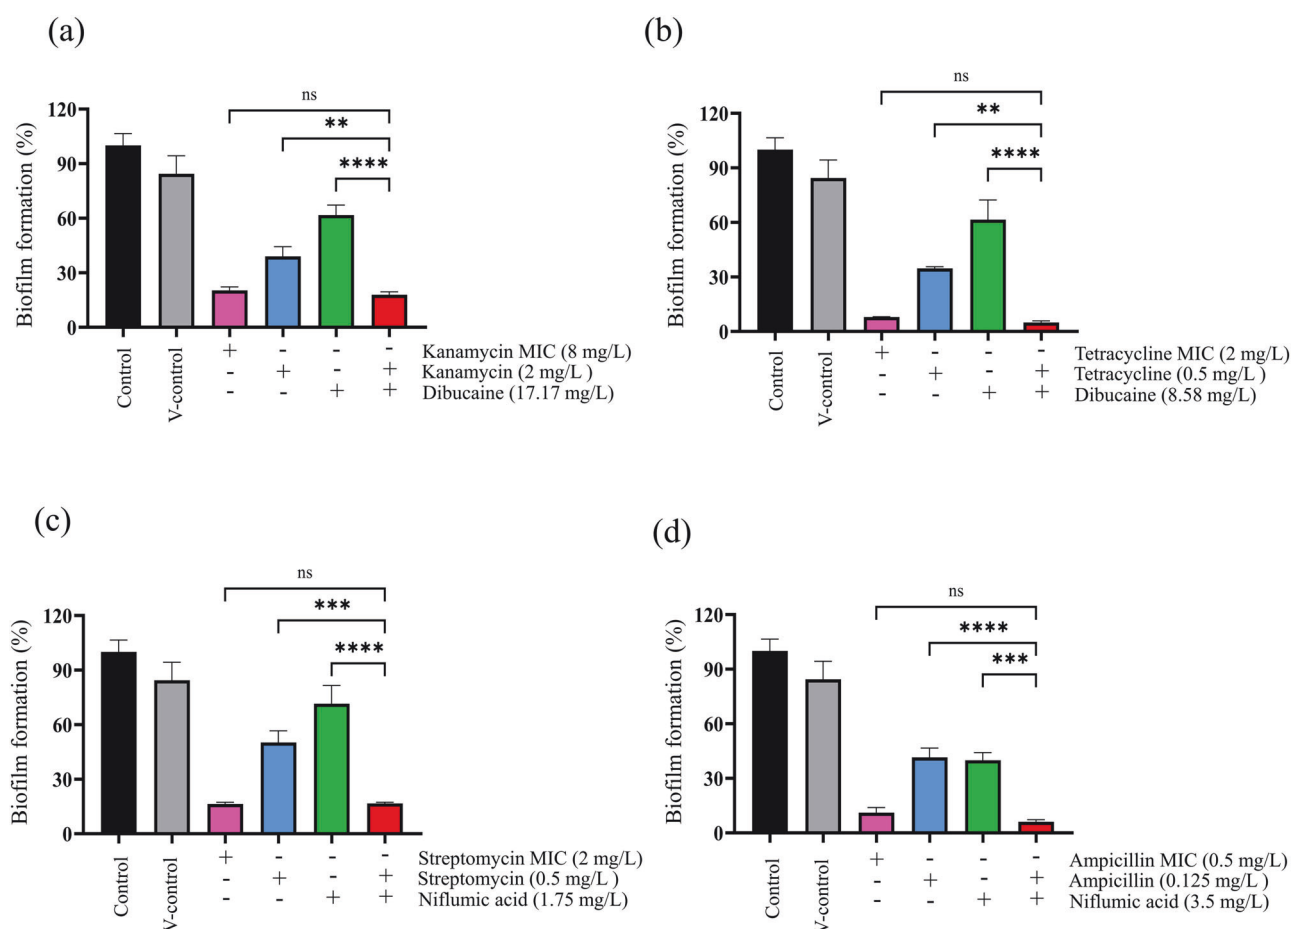 (a)
ns
**
****
Biofilm formation (%)
120
90
60
30
0
Control
V-control
+ - - - Kanamycin MIC (8 mg/L)
- + - + Kanamycin (2 mg/L )
- - + + Dibucaine (17.17 mg/L)
(b)
ns
**
****
Biofilm formation (%)
120
90
60
30
0
Control
V-control
+ - - - Tetracycline MIC (2 mg/L)
- + - + Tetracycline (0.5 mg/L )
- - + + Dibucaine (8.58 mg/L)
(c)
ns
***
****
Biofilm formation (%)
120
90
60
30
0
Control
V-control
+ - - - Streptomycin MIC (2 mg/L)
- + - + Streptomycin (0.5 mg/L )
- - + + Niflumic acid (1.75 mg/L)
(d)
ns
****
***
Biofilm formation (%)
120
90
60
30
0
Control
V-control
+ - - - Ampicillin MIC (0.5 mg/L)
- + - + Ampicillin (0.125 mg/L )
- - + + Niflumic acid (3.5 mg/L)